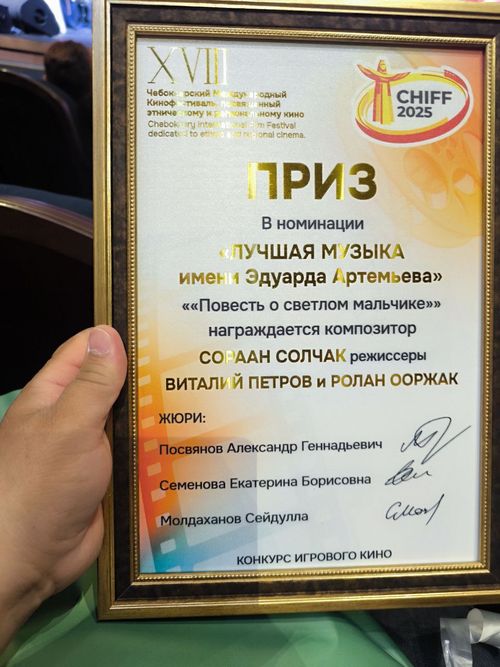 XVIII
Чебоксарский Международный
Кинофестиваль, посвященный
этническому и региональному кино
Cheboksary International Film Festival
dedicated to ethnic and regional cinema.
CHIFF
2025
ПРИЗ
В номинации
«ЛУЧШАЯ МУЗЫКА
имени Эдуарда Артемьева»
««Повесть о светлом мальчике»»
награждается композитор
СОРААН СОЛЧАК режиссеры
ВИТАЛИЙ ПЕТРОВ и РОЛАН ООРЖАК
ЖЮРИ:
Посвянов Александр Геннадьевич
Семенова Екатерина Борисовна
Молдаханов Сейдулла
КОНКУРС ИГРОВОГО КИНО